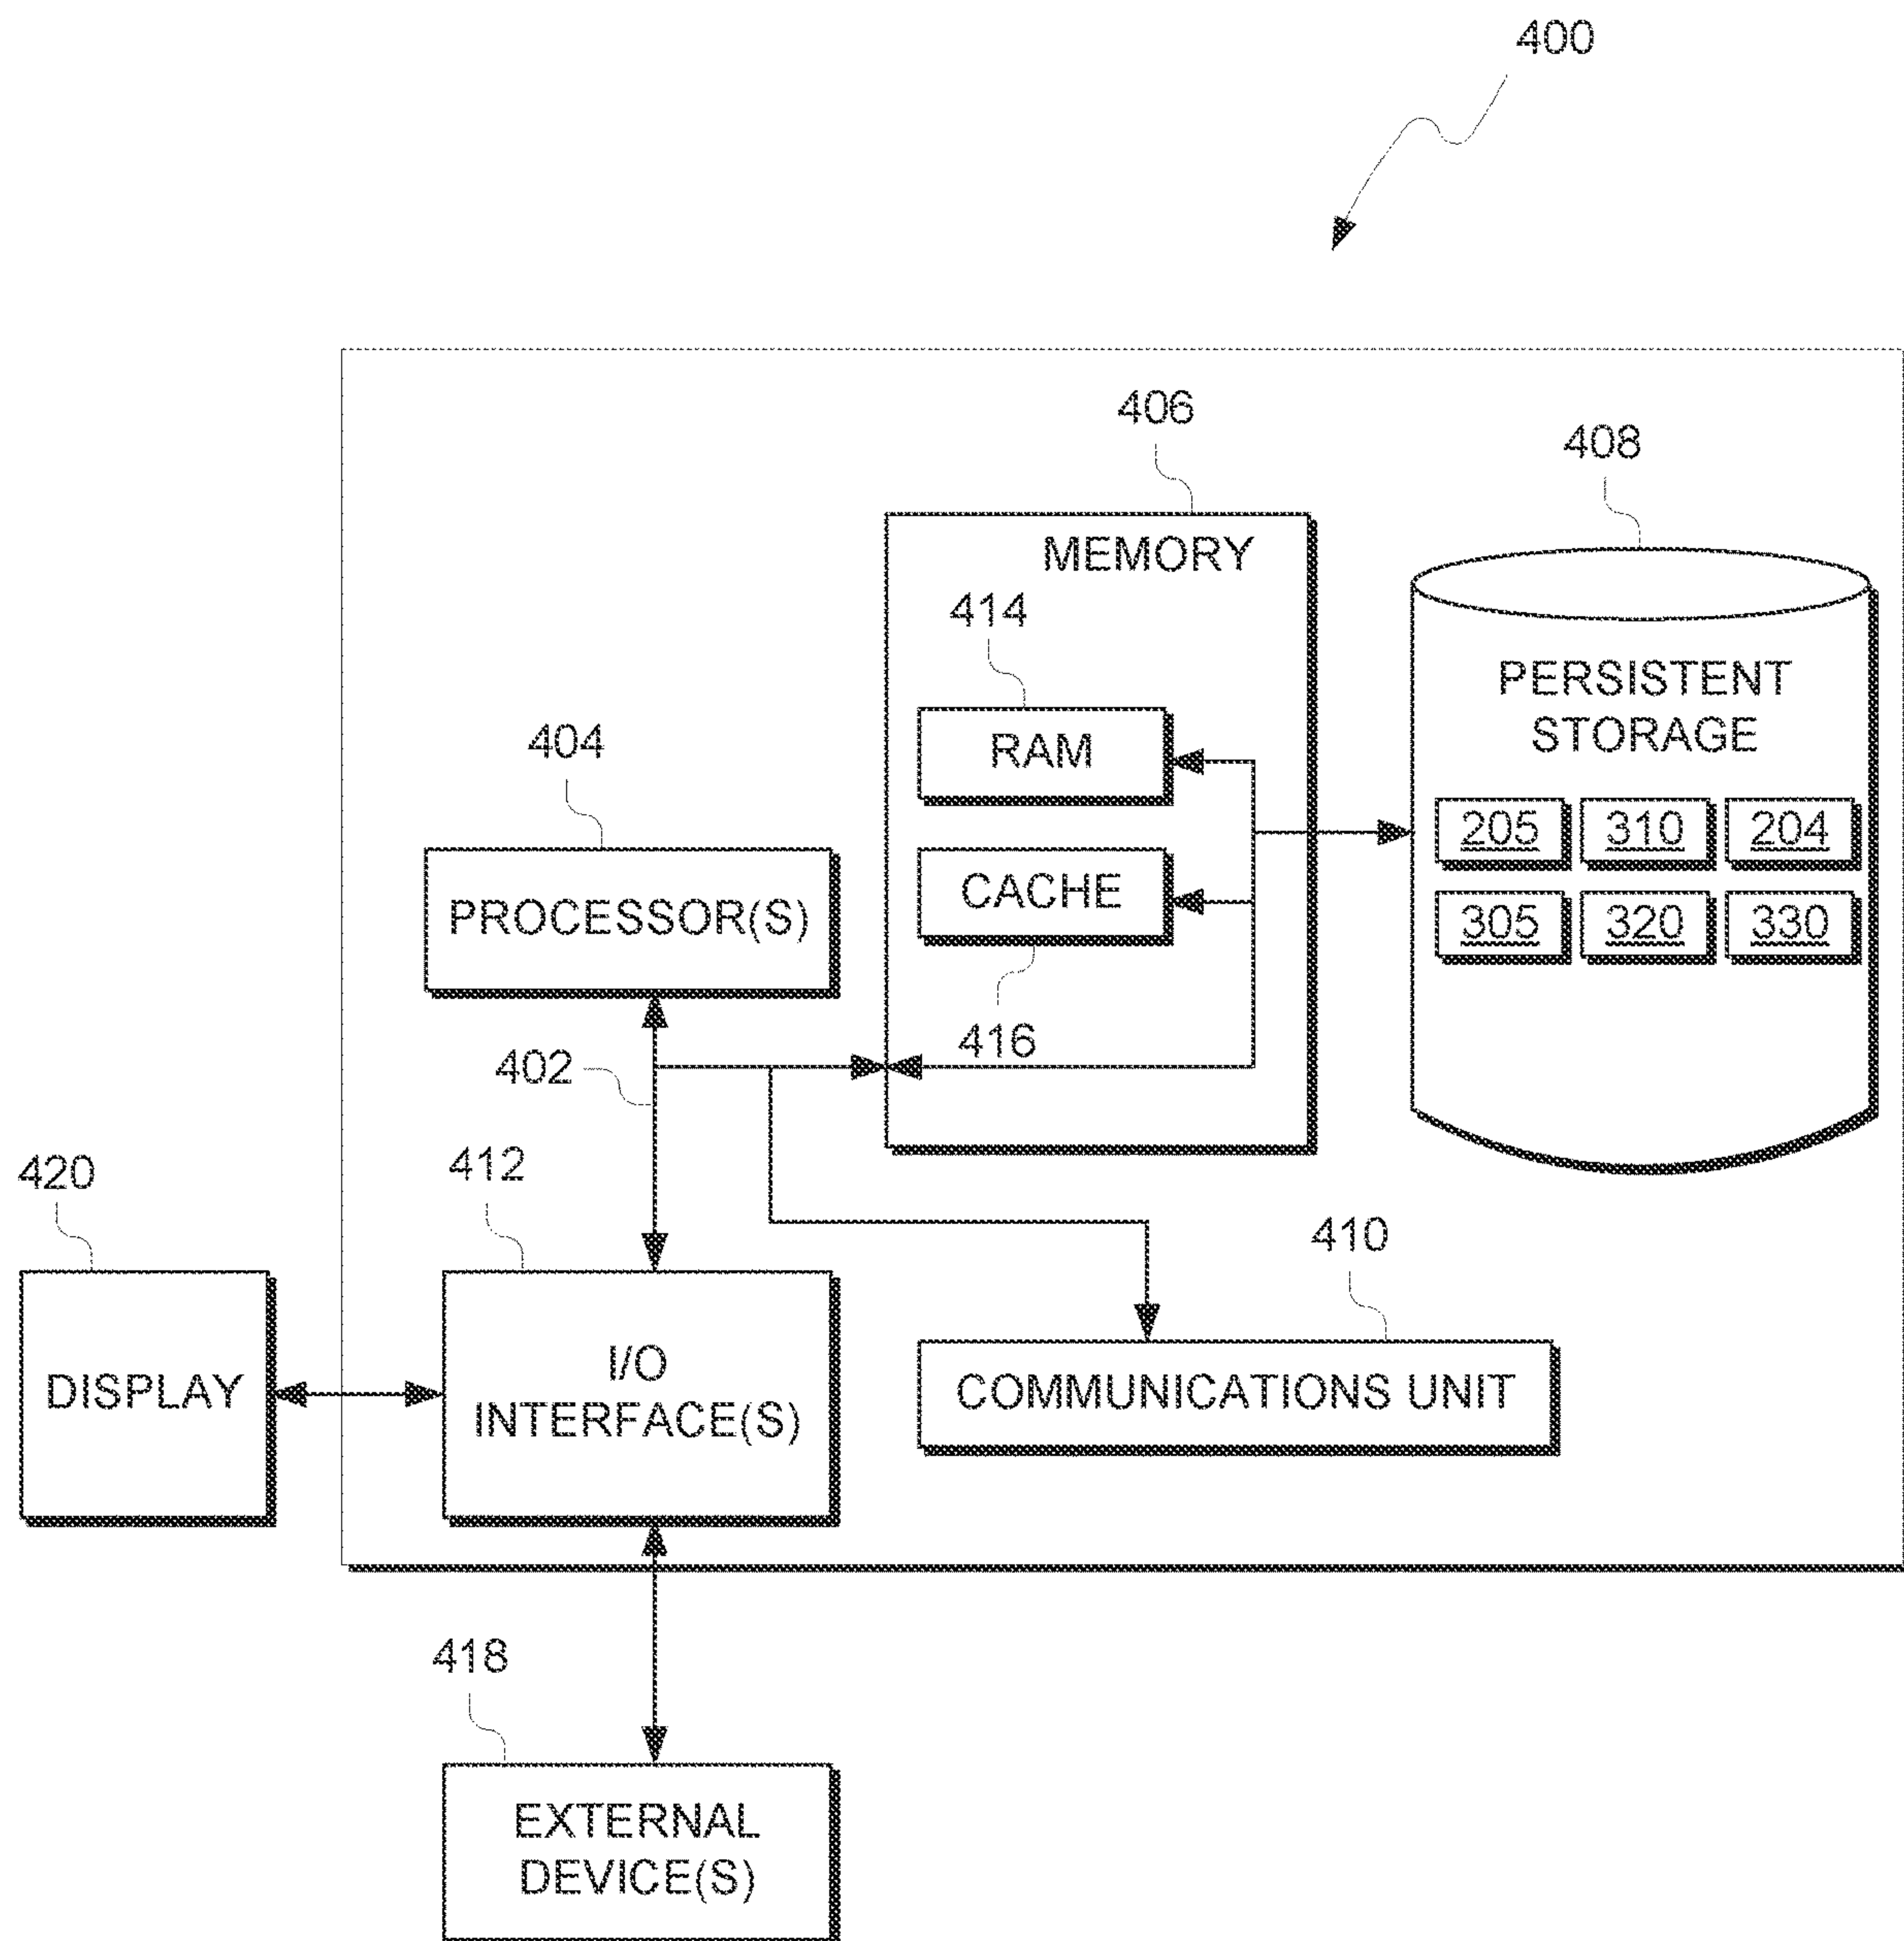 400
406
408
MEMORY
414
PERSISTENT
STORAGE
RAM
404
205 310 204
CACHE
PROCESSOR(S)
305 320 330
416
402
412
420
410
I/O
INTERFACE(S)
DISPLAY
COMMUNICATIONS UNIT
418
EXTERNAL
DEVICE(S)